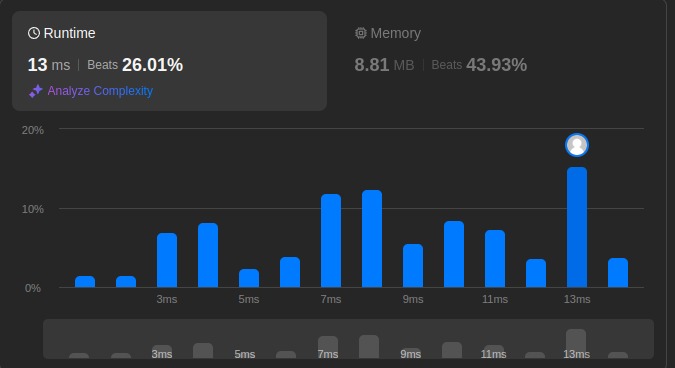 Runtime
Memory
13 ms | Beats 26.01%
8.81 MB | Beats 43.93%
Analyze Complexity
20%
10%
0%
3ms 5ms 7ms 9ms 11ms 13ms
3ms 5ms 7ms 9ms 11ms 13ms